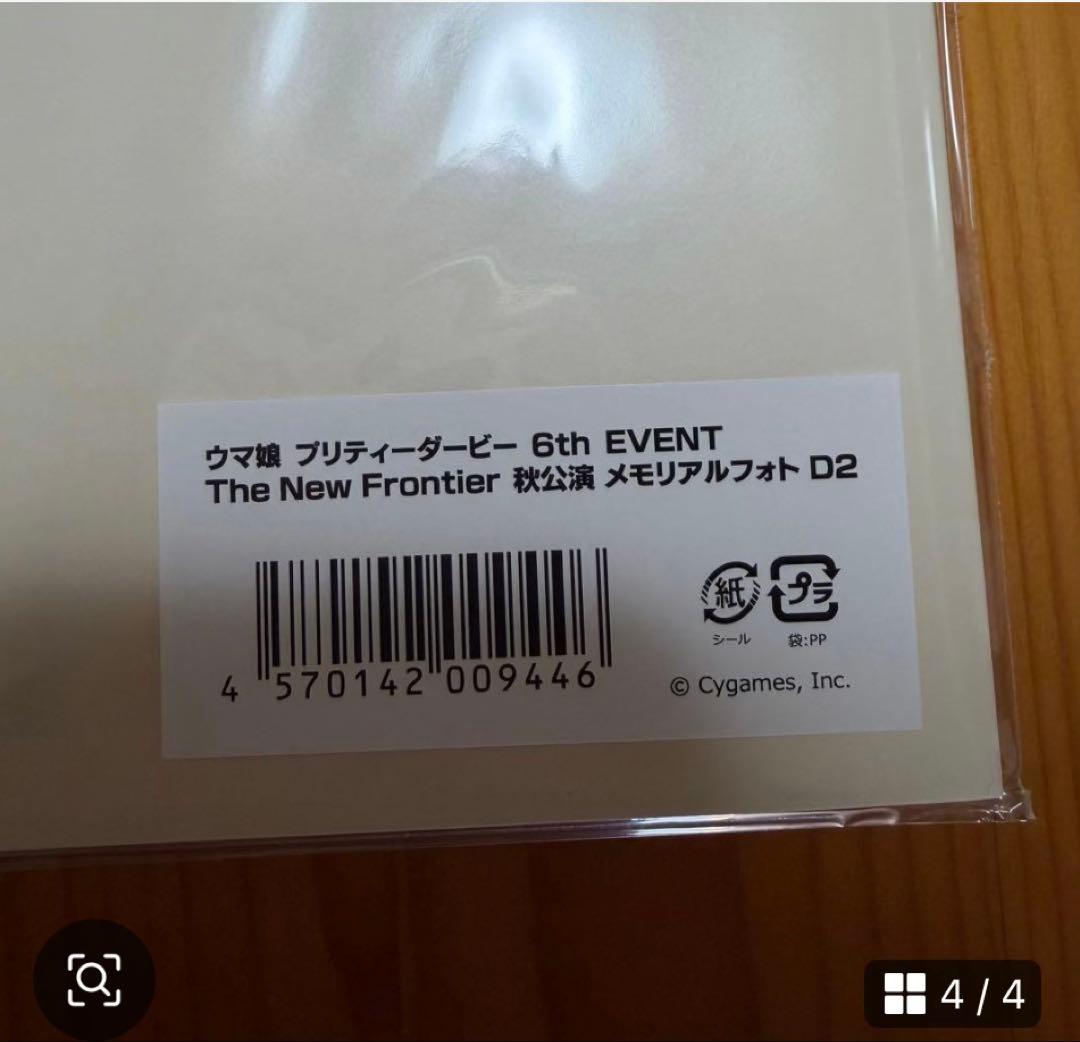 ウマ娘 プリティーダービー 6th EVENT
The New Frontier 秋公演 メモリアルフォト D2
紙 プラ
シール 袋:PP
4 570142 009446
© Cygames, Inc.
4 / 4